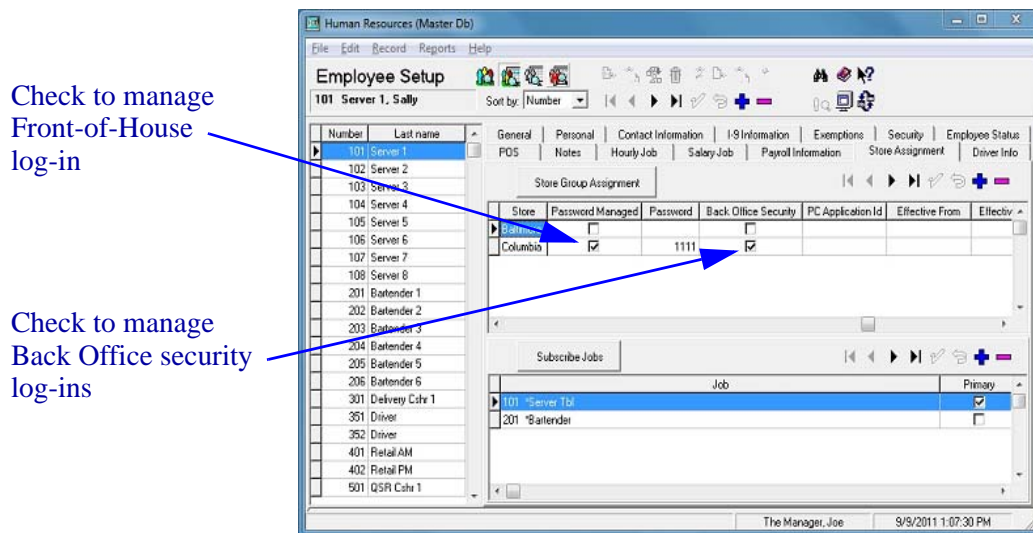 Human Resources (Master Db)
File Edit Record Reports Help
Employee Setup
101 Server 1, Sally
Sort by: Number
Check to manage
Front-of-House
log-in
Check to manage
Back Office security
log-ins
Number Last name
101 Server 1
102 Server 2
103 Server 3
104 Server 4
105 Server 5
106 Server 6
107 Server 7
108 Server 8
201 Bartender 1
202 Bartender 2
203 Bartender 3
204 Bartender 4
205 Bartender 5
206 Bartender 6
301 Delivery Cshr 1
351 Driver
352 Driver
401 Retail AM
402 Retail PM
501 QSR Cshr 1
General Personal Contact Information I-9 Information Exemptions Security Employee Status
POS Notes Hourly Job Salary Job Payroll Information Store Assignment Driver Info
Store Group Assignment
Store Password Managed Password Back Office Security PC Application Id Effective From Effectiv
Baltimore
Columbia 1111
Subscribe Jobs
Job Primary
101 *Server Tbl
201 *Bartender
The Manager, Joe 9/9/2011 1:07:30 PM